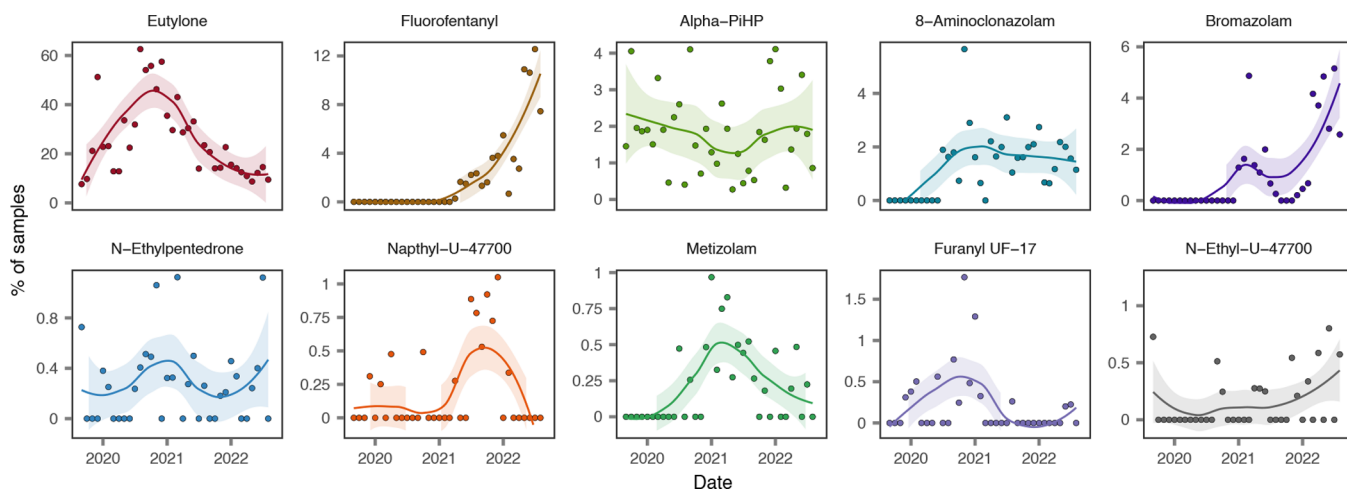 Eutylone
Fluorofentanyl
Alpha−PiHP
8−Aminoclonazolam
Bromazolam
60
40
20
0
12
8
4
0
4
3
2
1
0
6
4
2
0
6
4
2
0
% of samples
N−Ethylpentedrone
Napthyl−U−47700
Metizolam
Furanyl UF−17
N−Ethyl−U−47700
0.8
0.4
0
1
0.75
0.5
0.25
0
1
0.75
0.5
0.25
0
1.5
1
0.5
0
1
0.5
0
2020 2021 2022
2020 2021 2022
2020 2021 2022
2020 2021 2022
2020 2021 2022
Date